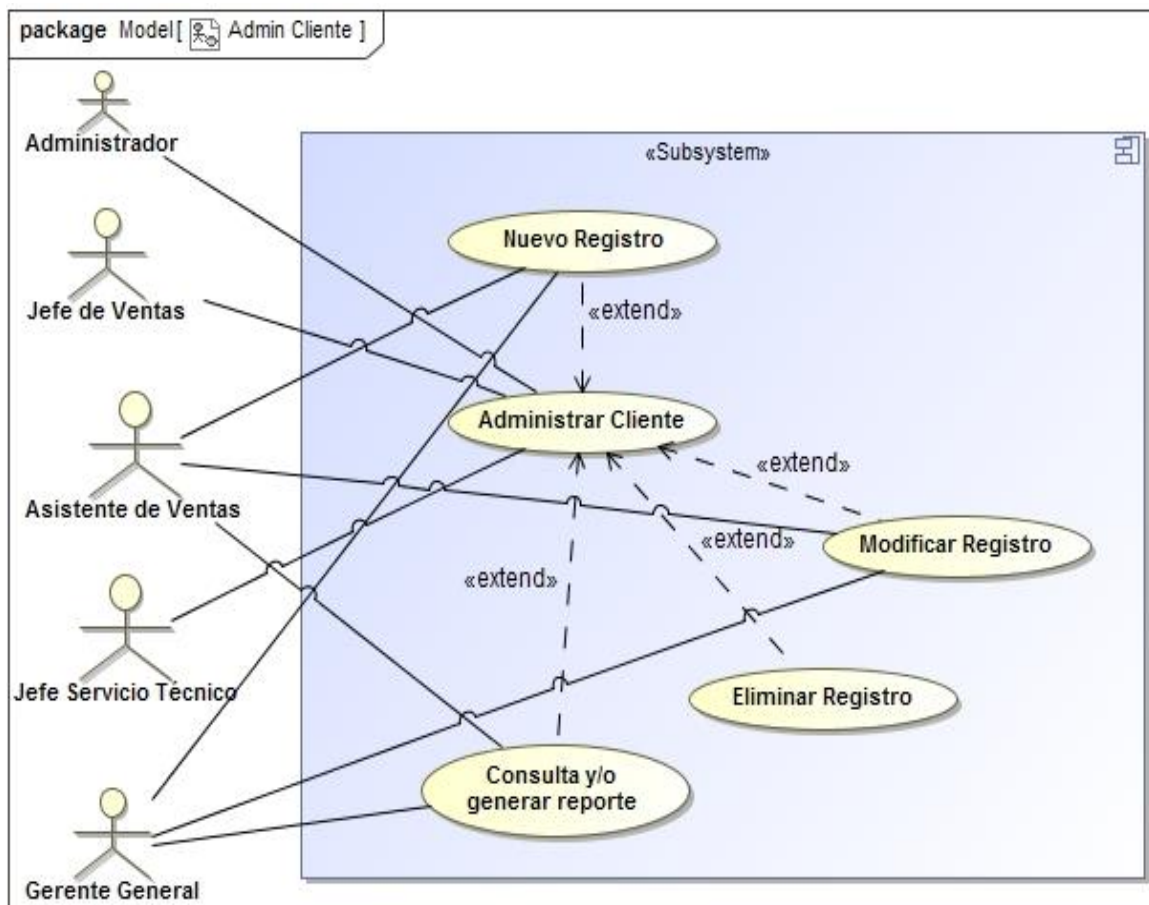 package Model[ Admin Cliente ]
Administrador
«Subsystem»
Nuevo Registro
Jefe de Ventas
«extend»
Administrar Cliente
«extend»
Asistente de Ventas
«extend»
Modificar Registro
«extend»
Jefe Servicio Técnico
Eliminar Registro
Consulta y/o
generar reporte
Gerente General